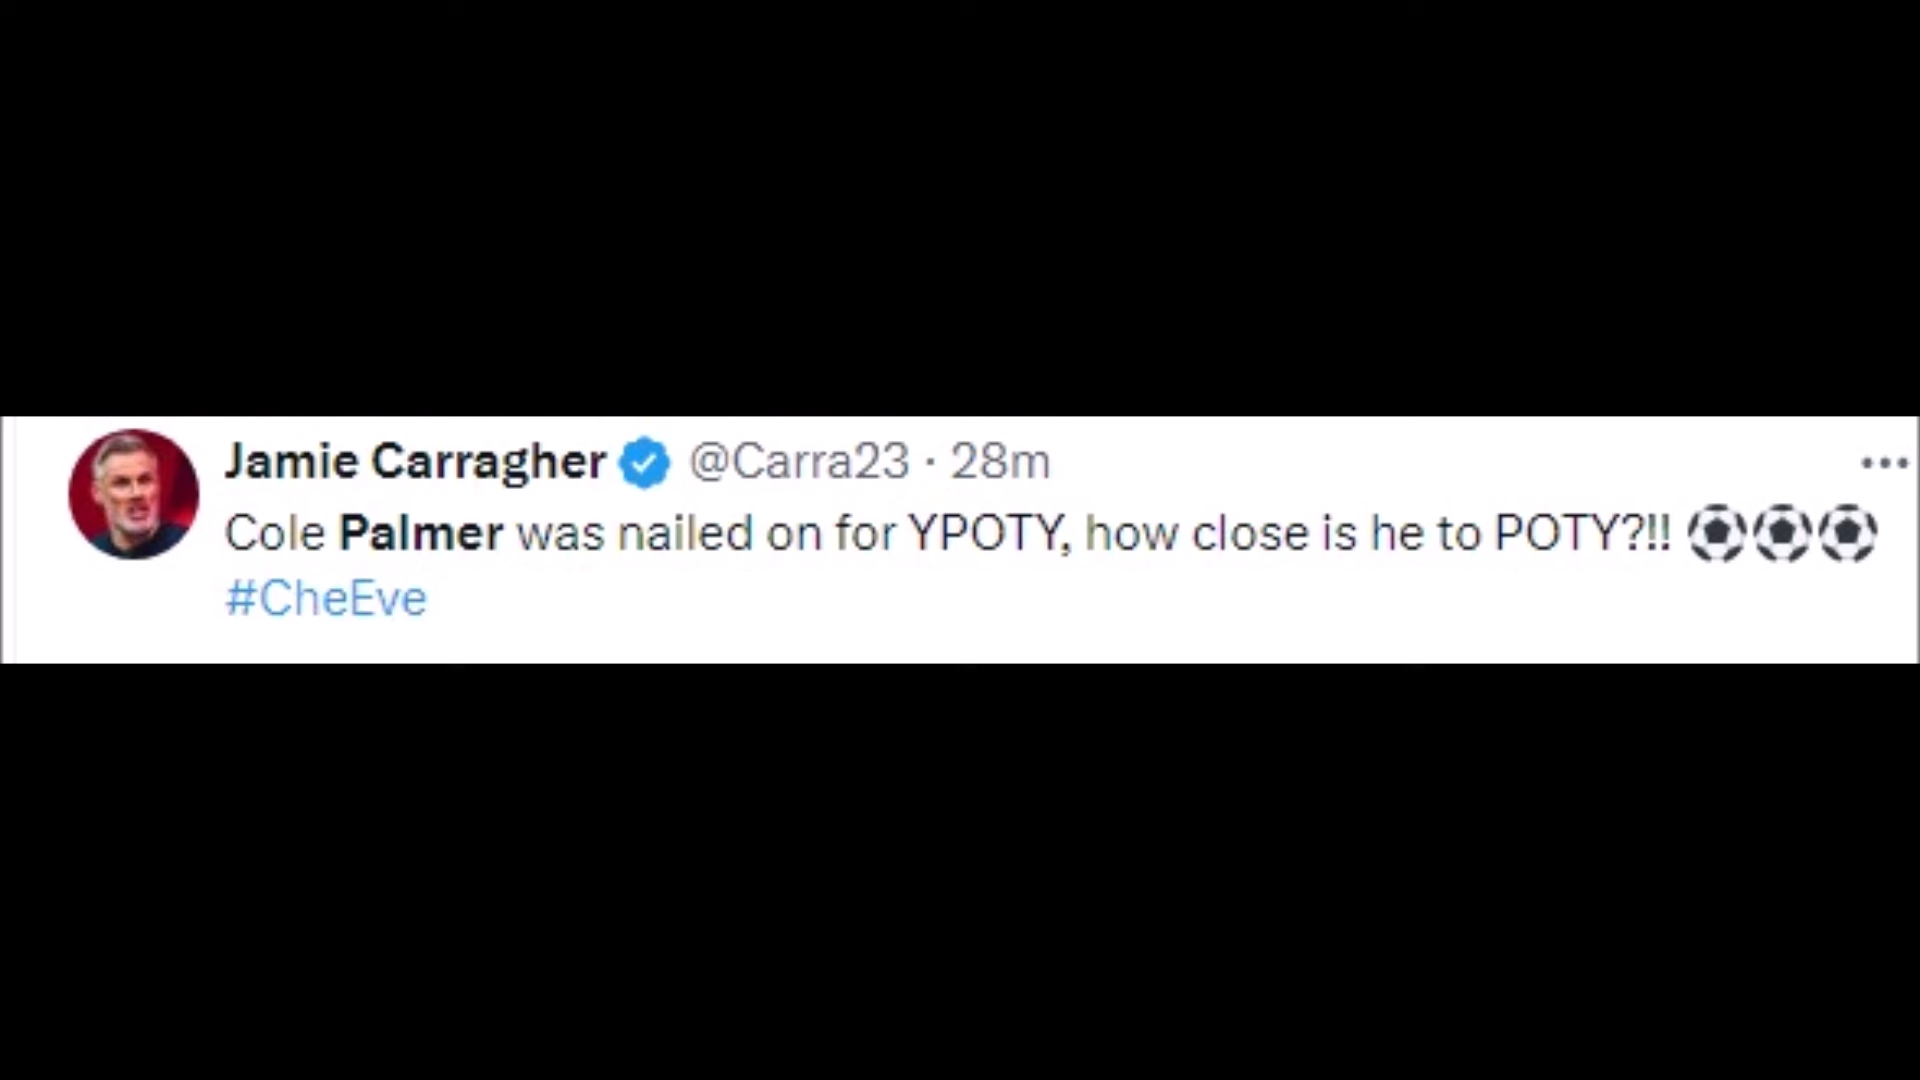 Jamie Carragher @Carra23 · 28m
Cole Palmer was nailed on for YPOTY, how close is he to POTY?!! ⚽⚽⚽
#CheEve